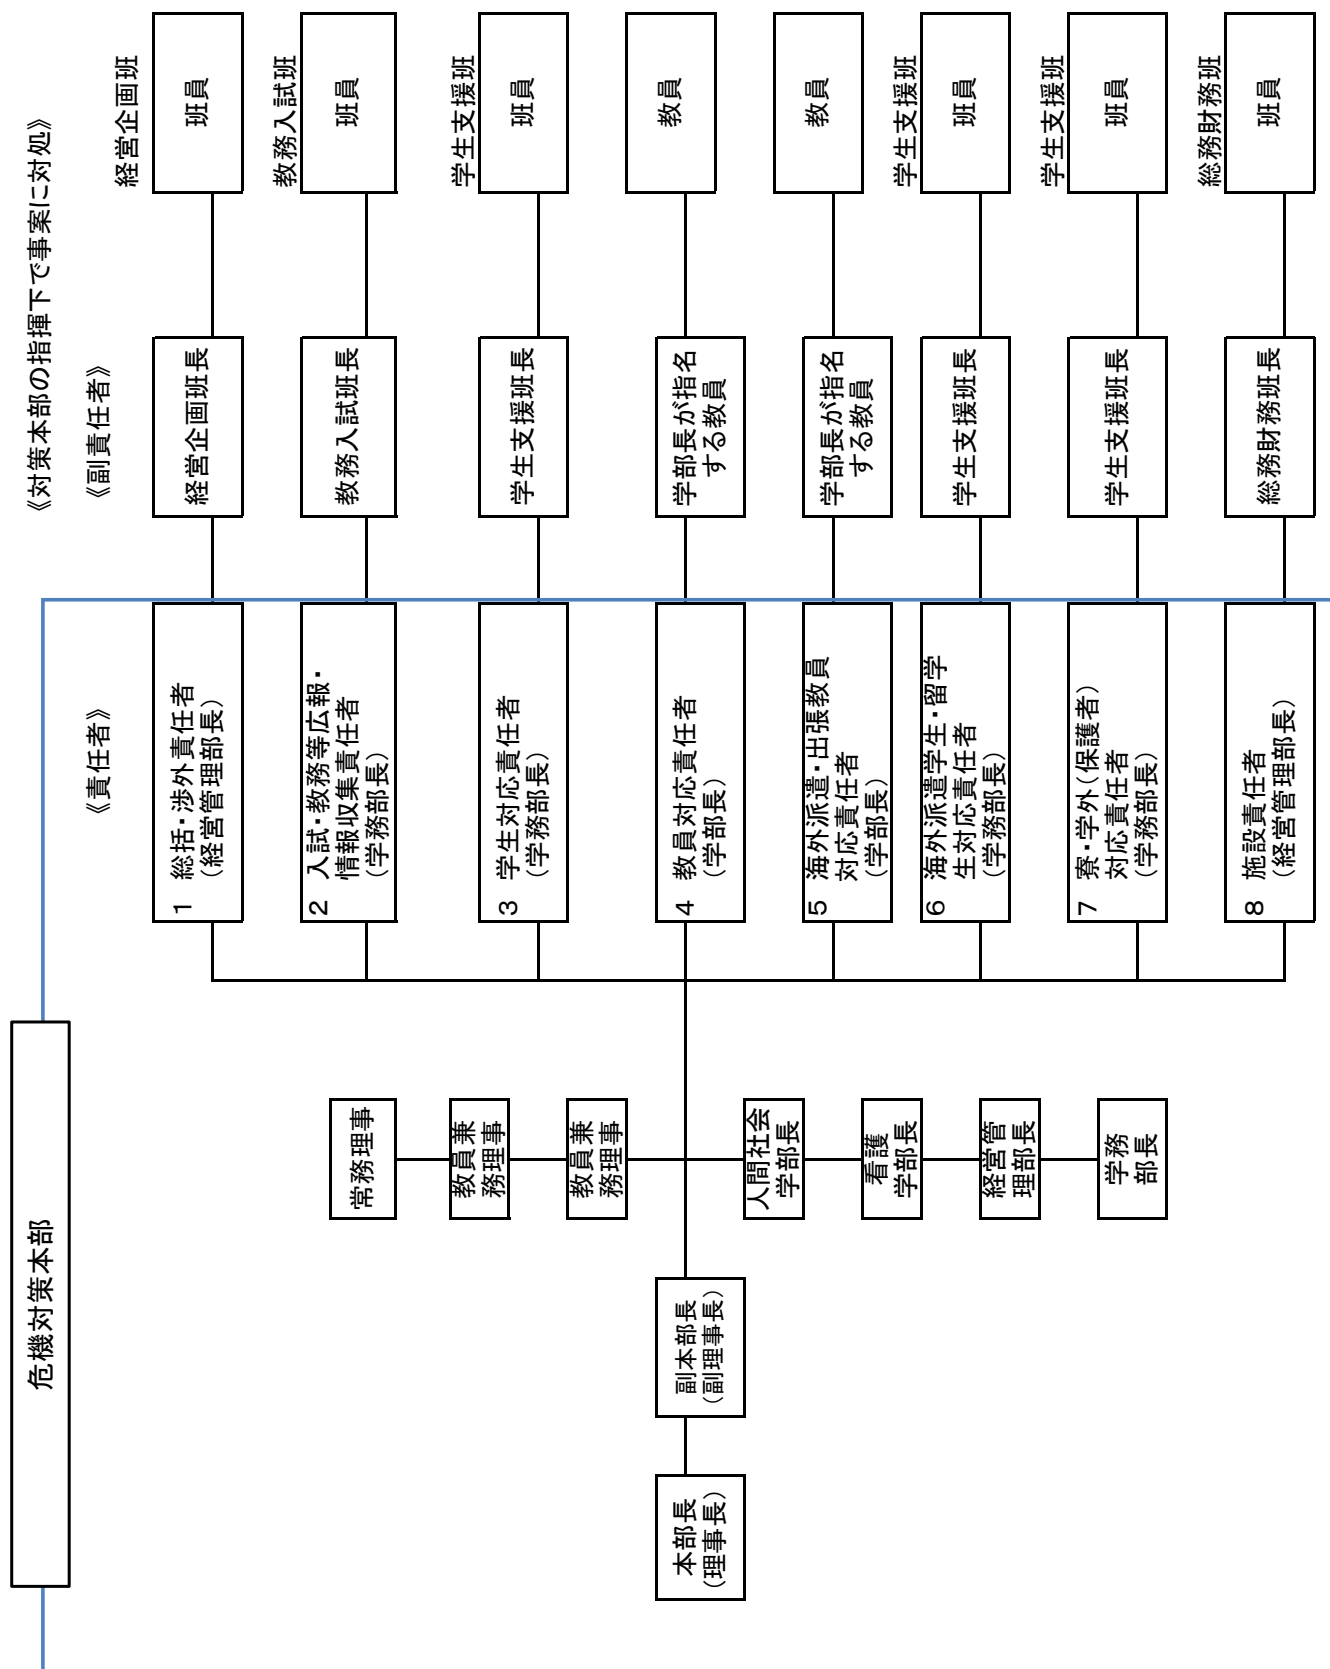 危機対策本部
《対策本部の指揮下で事案に対処》
《責任者》
《副責任者》
本部長
（理事長）
副本部長
（副理事長）
常務理事
教員兼
務理事
教員兼
務理事
人間社会
学部長
看護
学部長
経営管
理部長
学務
部長
1 総括・渉外責任者
（経営管理部長）
経営企画班長
経営企画班
班員
2 入試・教務等広報・
情報収集責任者
（学務部長）
教務入試班長
教務入試班
班員
3 学生対応責任者
（学務部長）
学生支援班長
学生支援班
班員
4 教員対応責任者
（学部長）
学部長が指名
する教員
教員
5 海外派遣・出張教員
対応責任者
（学部長）
学部長が指名
する教員
教員
6 海外派遣学生・留学
生対応責任者
（学務部長）
学生支援班長
学生支援班
班員
7 寮・学外（保護者）
対応責任者
（学務部長）
学生支援班長
学生支援班
班員
8 施設責任者
（経営管理部長）
総務財務班長
総務財務班
班員